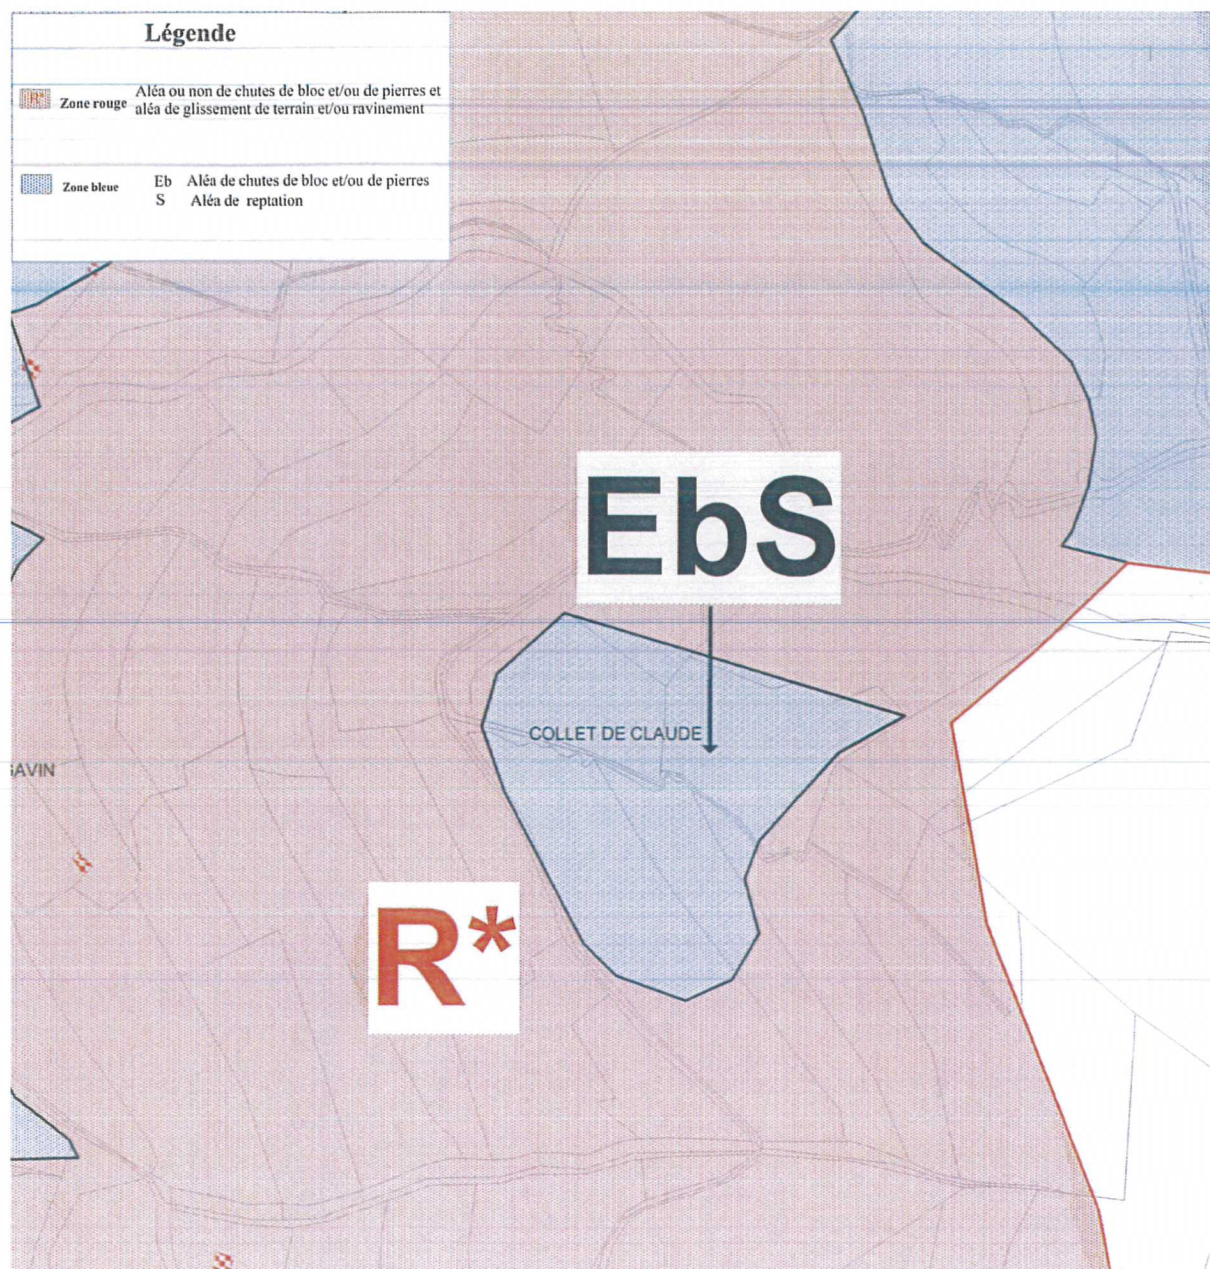 Légende
R* Zone rouge Aléa ou non de chutes de bloc et/ou de pierres et
aléa de glissement de terrain et/ou ravinement
Zone bleue Eb Aléa de chutes de bloc et/ou de pierres
S Aléa de reptation
EbS
COLLET DE CLAUDE
GAVIN
R*